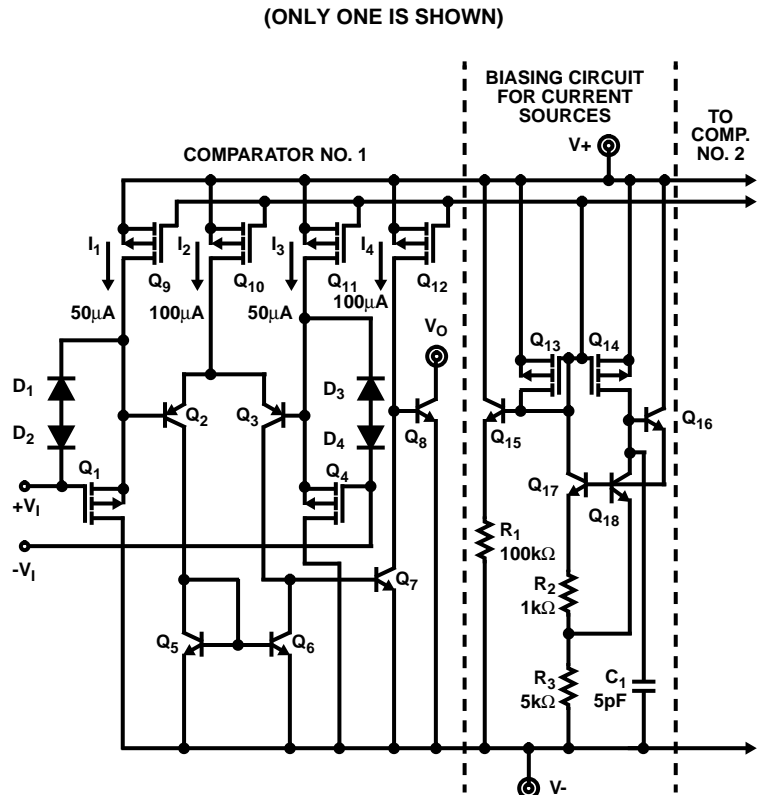 (ONLY ONE IS SHOWN)
BIASING CIRCUIT
FOR CURRENT
SOURCES
TO
COMP.
NO. 2
V+
COMPARATOR NO. 1
I1
I2
I3
I4
Q9
Q10
Q11
Q12
50μA
100μA
50μA
100μA
VO
Q13
Q14
D1
D2
D3
D4
Q2
Q3
Q8
Q15
Q16
Q1
Q4
Q17
Q18
+VI
-VI
R1
100kΩ
Q7
R2
1kΩ
Q5
Q6
R3
5kΩ
C1
5pF
V-